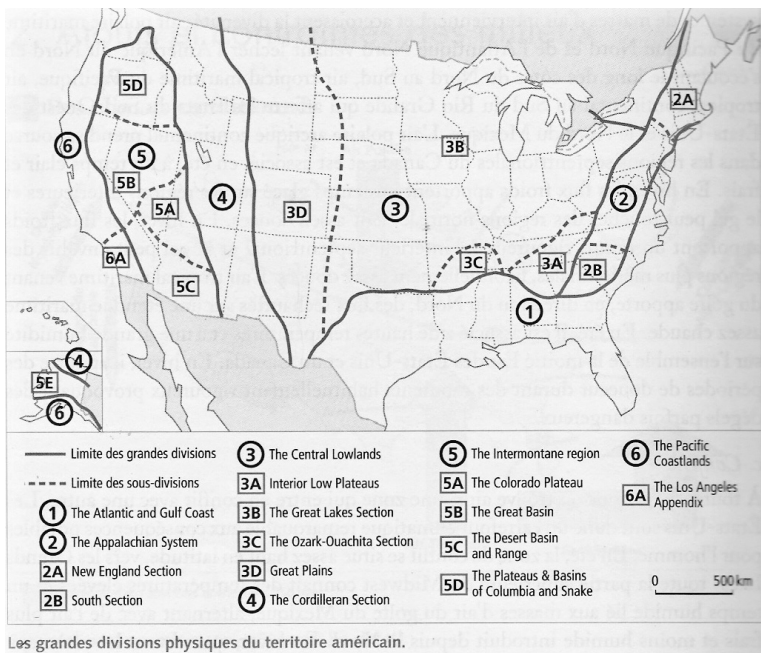 5D
6
5
5B
5A
6A
5C
4
3D
3
3B
3C
3A
2B
2
2A
1
4
5E
6
Limite des grandes divisions
Limite des sous-divisions
1 The Atlantic and Gulf Coast
2 The Appalachian System
2A New England Section
2B South Section
3 The Central Lowlands
3A Interior Low Plateaus
3B The Great Lakes Section
3C The Ozark-Ouachita Section
3D Great Plains
4 The Cordilleran Section
5 The Intermontane region
5A The Colorado Plateau
5B The Great Basin
5C The Desert Basin
and Range
5D The Plateaus & Basins
of Columbia and Snake
6 The Pacific
Coastlands
6A The Los Angeles
Appendix
0 500 km
Les grandes divisions physiques du territoire américain.